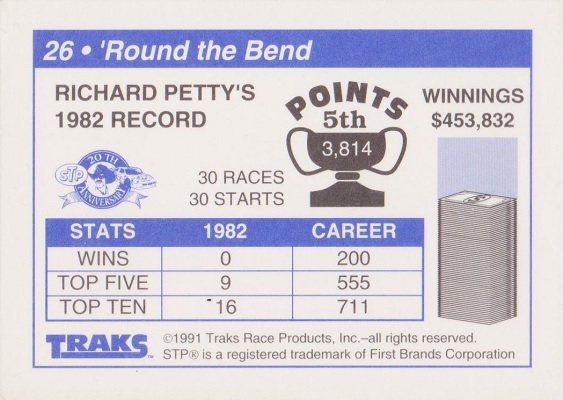 26 • 'Round the Bend
RICHARD PETTY'S
1982 RECORD
POINTS
5th
3,814
WINNINGS
$453,832
STP
20TH
ANNIVERSARY
30 RACES
30 STARTS
STATS 1982 CAREER
WINS 0 200
TOP FIVE 9 555
TOP TEN 16 711
TRAKS™
©1991 Traks Race Products, Inc.–all rights reserved.
STP® is a registered trademark of First Brands Corporation